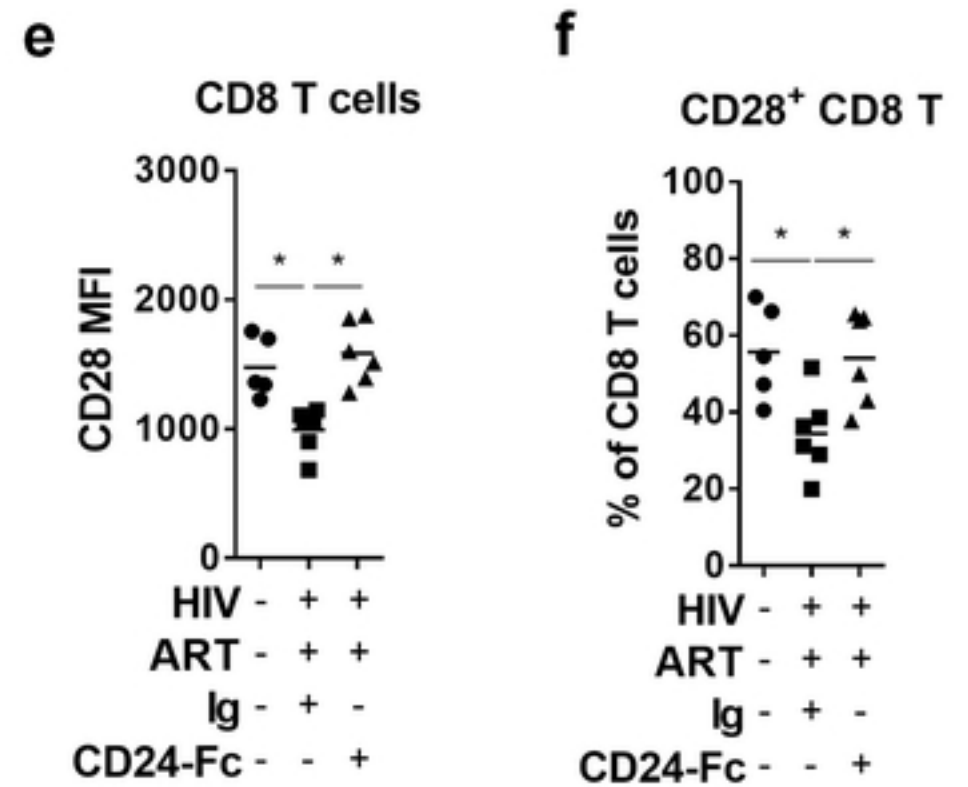 e
CD8 T cells
CD28 MFI
3000
2000
1000
0
* *
HIV - + +
ART - + +
Ig - + -
CD24-Fc - - +
f
CD28+ CD8 T
% of CD8 T cells
100
80
60
40
20
0
* *
HIV - + +
ART - + +
Ig - + -
CD24-Fc - - +